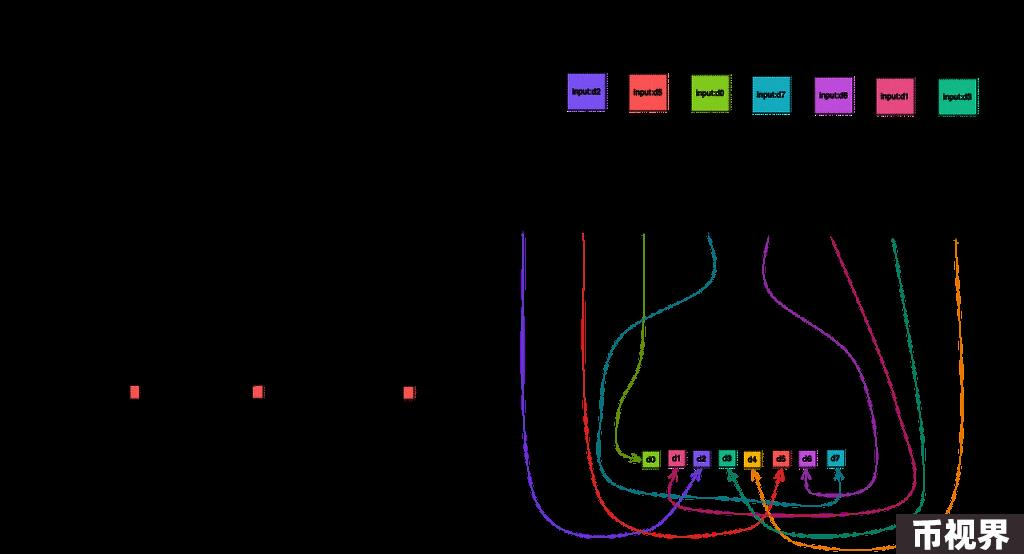 input:d2 input:d5 input:d0 input:d7 input:d6 input:d1 input:d3
d0 d1 d2 d3 d4 d5 d6 d7
币视界